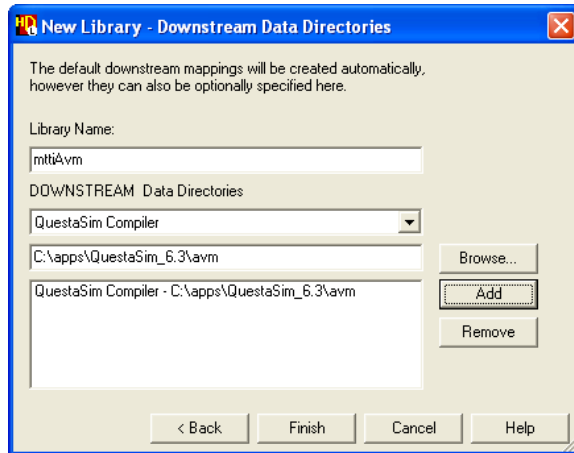 New Library - Downstream Data Directories
The default downstream mappings will be created automatically,
however they can also be optionally specified here.
Library Name:
mttiAvm
DOWNSTREAM Data Directories
QuestaSim Compiler
C:\apps\QuestaSim_6.3\avm
Browse...
QuestaSim Compiler - C:\apps\QuestaSim_6.3\avm
Add
Remove
< Back
Finish
Cancel
Help